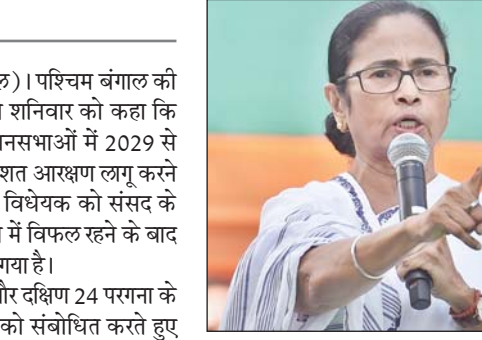 ल)। पश्चिम बंगाल की
शनिवार को कहा कि
नसभाओं में 2029 से
शत आरक्षण लागू करने
विधेयक को संसद के
में विफल रहने के बाद
गया है।
और दक्षिण 24 परगना के
को संबोधित करते हुए